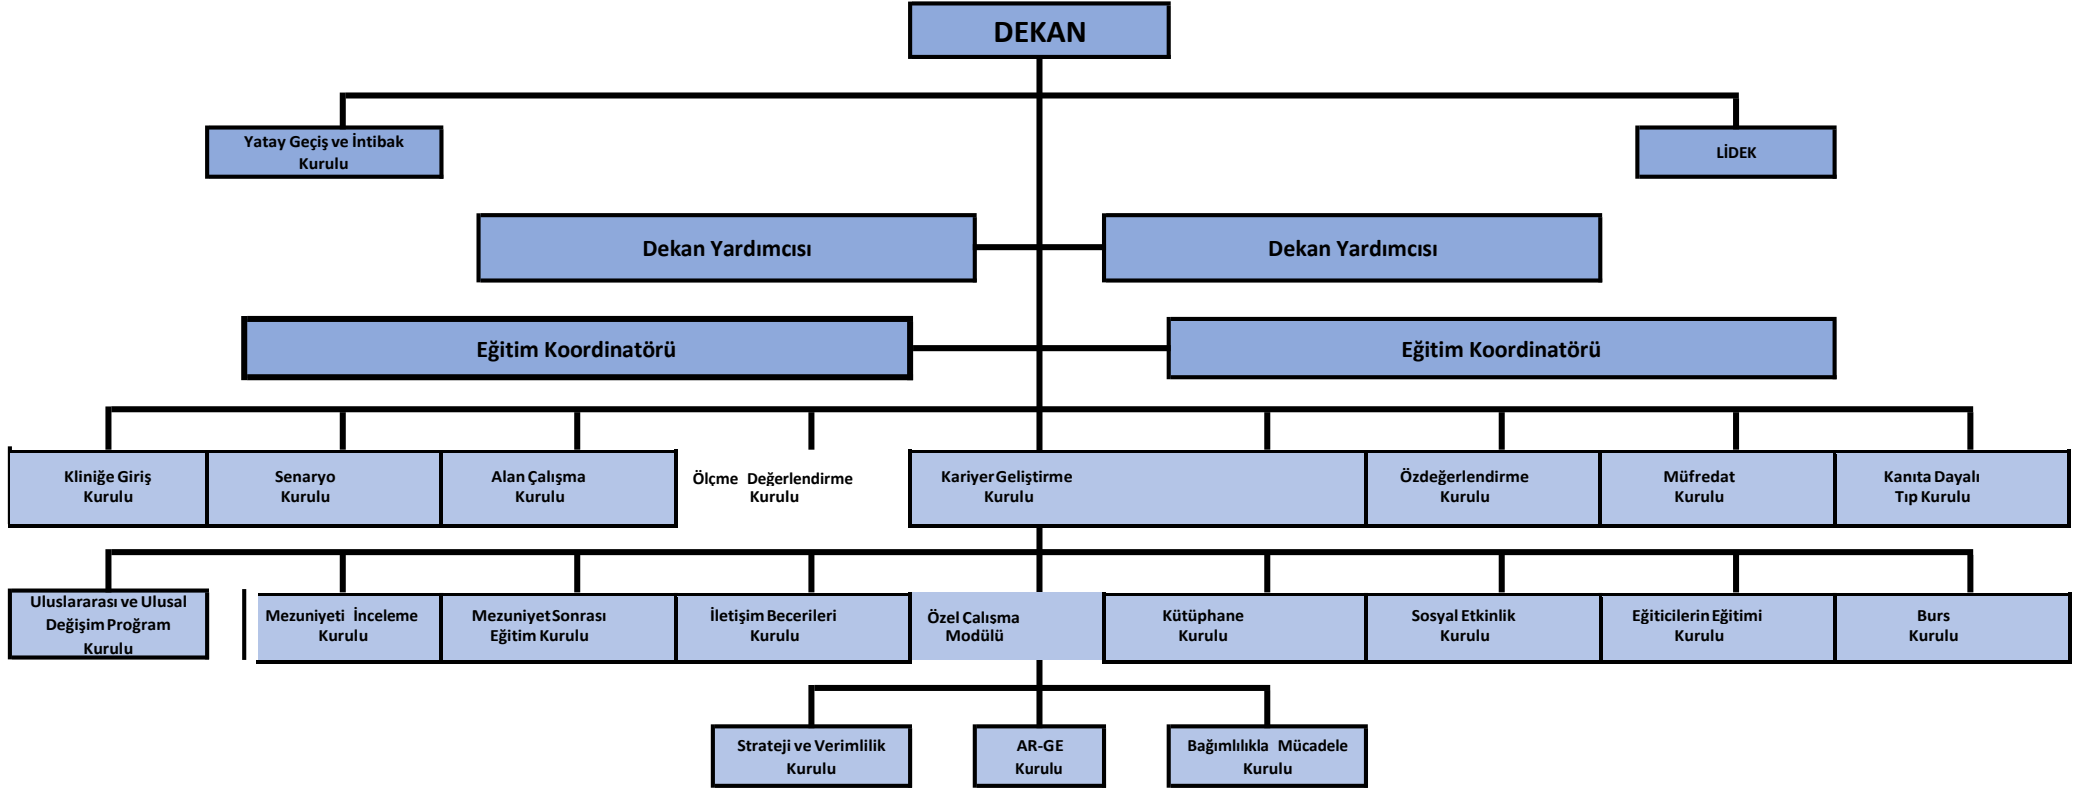 DEKAN
Yatay Geçiş ve İntibak
Kurulu
LİDEK
Dekan Yardımcısı
Dekan Yardımcısı
Eğitim Koordinatörü
Eğitim Koordinatörü
Kliniğe Giriş
Kurulu
Senaryo
Kurulu
Alan Çalışma
Kurulu
Ölçme Değerlendirme
Kurulu
Kariyer Geliştirme
Kurulu
Özdeğerlendirme
Kurulu
Müfredat
Kurulu
Kanıta Dayalı
Tıp Kurulu
Uluslararası ve Ulusal
Değişim Proğram
Kurulu
Mezuniyeti İnceleme
Kurulu
Mezuniyet Sonrası
Eğitim Kurulu
İletişim Becerileri
Kurulu
Özel Çalışma
Modülü
Kütüphane
Kurulu
Sosyal Etkinlik
Kurulu
Eğiticilerin Eğitimi
Kurulu
Burs
Kurulu
Strateji ve Verimlilik
Kurulu
AR-GE
Kurulu
Bağımlılıkla Mücadele
Kurulu